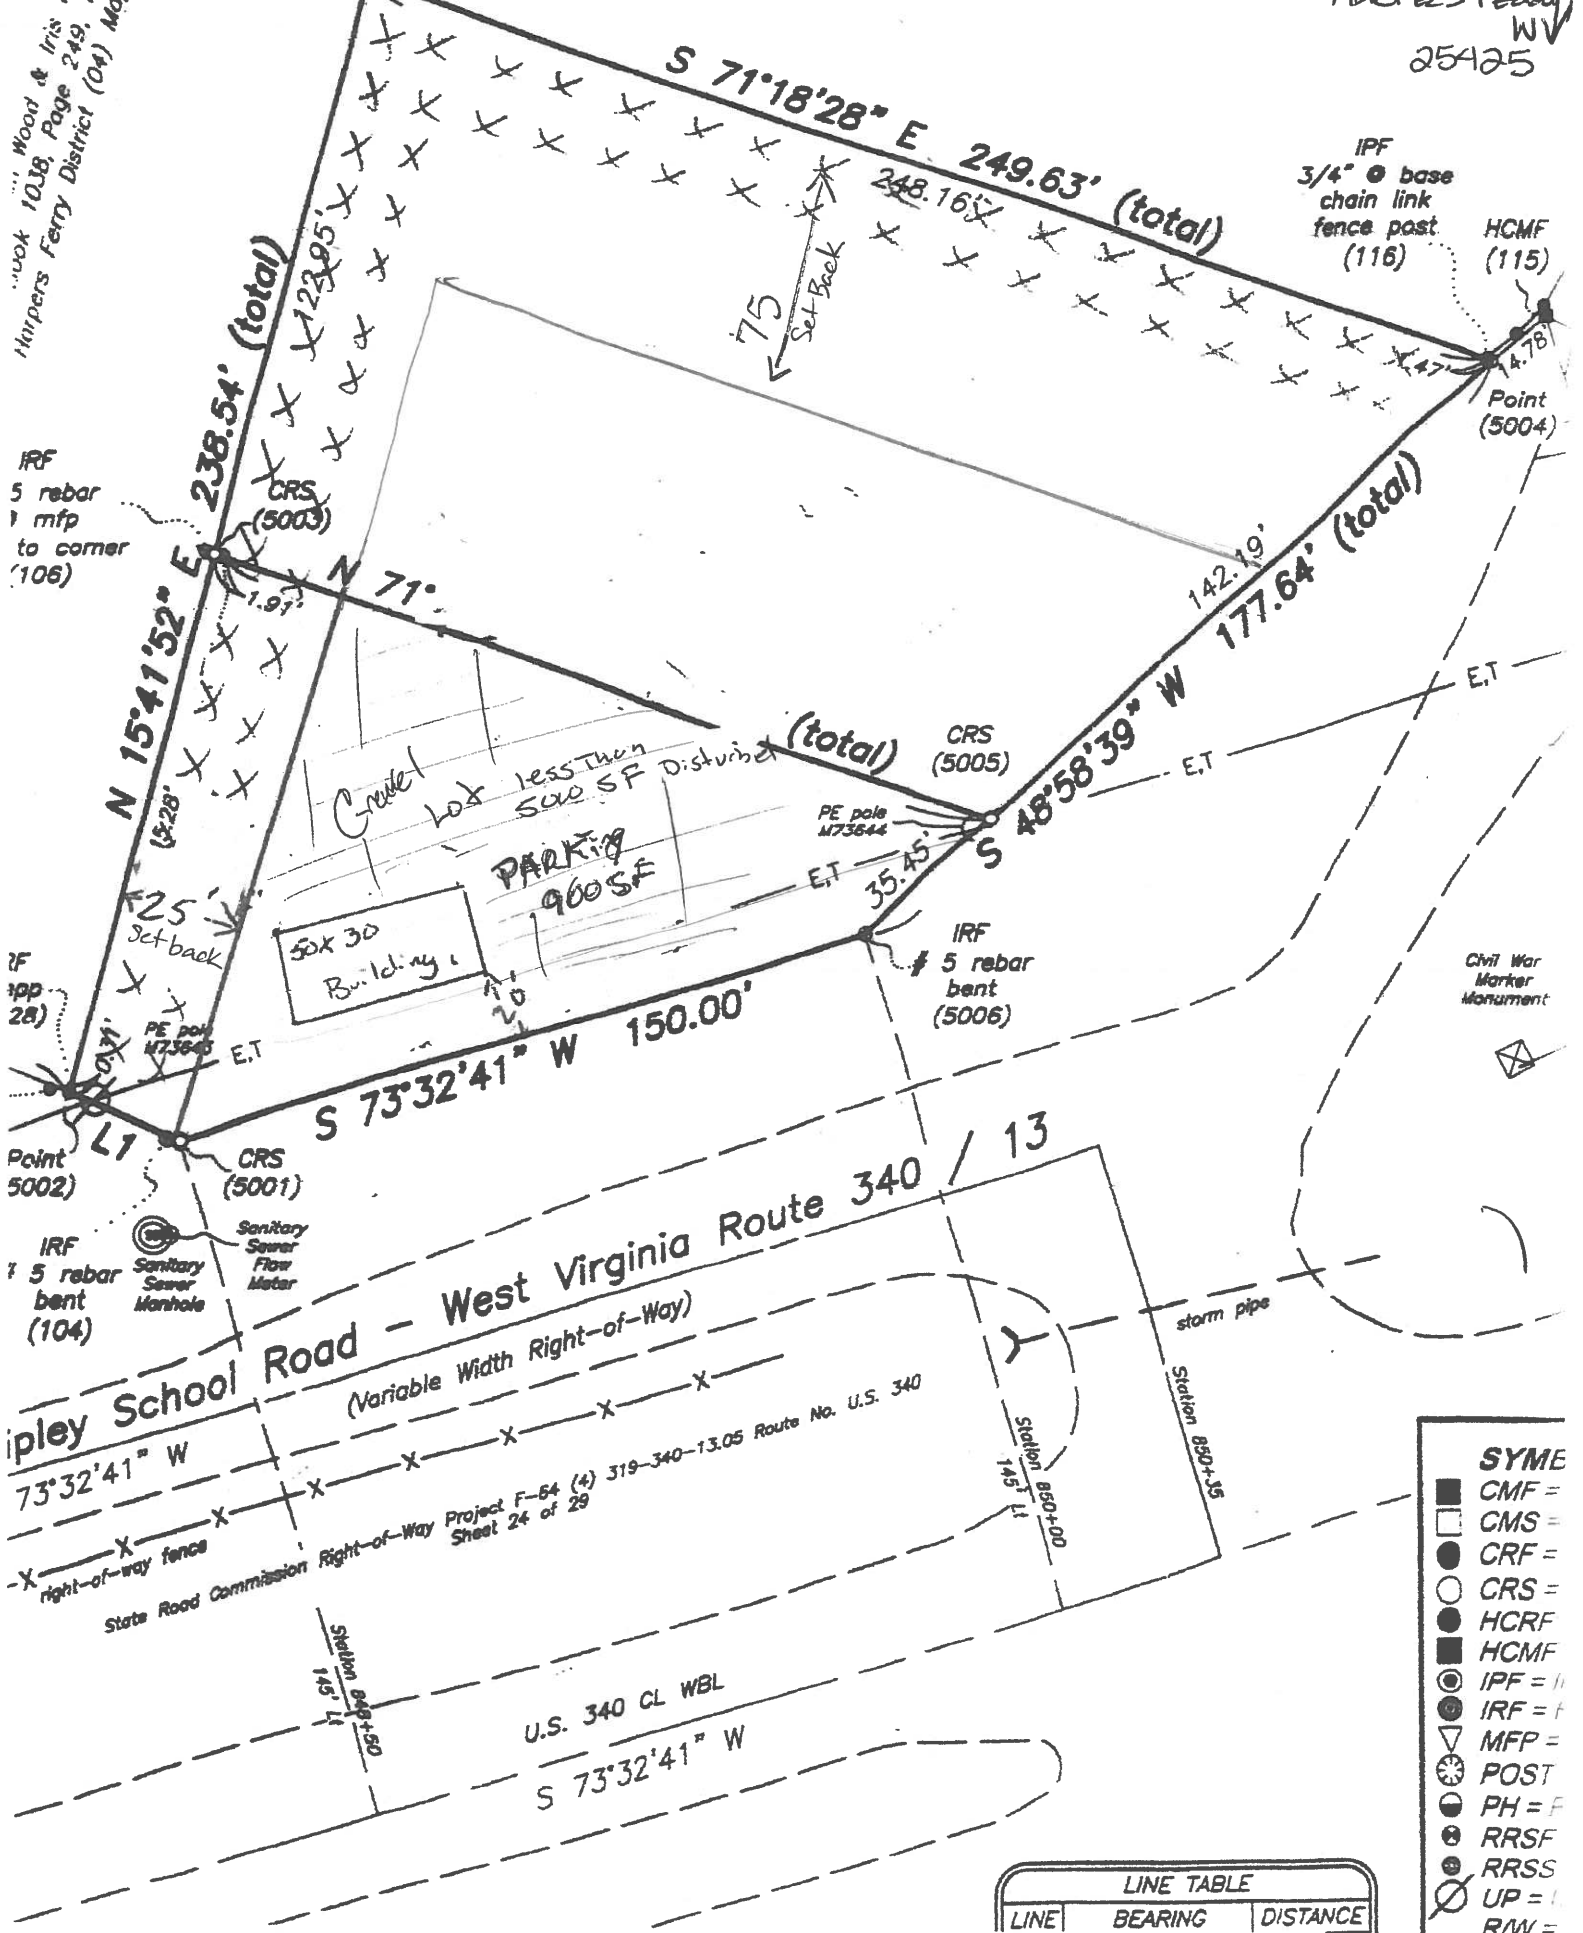 WV
25425
Wood & Iris
1038, Page 249,
Harpers Ferry District (04)
S 71°18'28" E 249.63' (total)
248.16'
IPF
3/4" @ base
chain link
fence post
(116)
HCMF
(115)
14.78'
Point
(5004)
238.54' (total)
122.95'
75
Set Back
IRF
5 rebar
mfp
to corner
(106)
CRS
(5003)
1.91'
N 71°
(total)
142.19'
177.64' (total)
S 48°58'39" W
N 15°41'52" E
E,T
E,T
E,T
E,T
CRS
(5005)
PE pole
M73644
35.45'
Gravel
Lot less Than
5000 SF Disturbed
PARKing
900 SF
25'
Set back
50X30
Building
20'
IRF
# 5 rebar
bent
(5006)
Civil War
Marker
Monument
PE pole
L1
Point
5002)
CRS
(5001)
S 73°32'41" W 150.00'
IRF
5 rebar
bent
(104)
Sanitary
Sewer
Manhole
Sanitary
Sewer
Flow
Meter
ipley School Road - West Virginia Route 340 / 13
(Variable Width Right-of-Way)
73°32'41" W
right-of-way fence
State Road Commission Right-of-Way Project F-64 (4) 319-340-13.05 Route No. U.S. 340
Sheet 24 of 29
storm pipe
Station 850+35
Station 850+00
145' Lt
Station 848+50
145' Lt
U.S. 340 CL WBL
S 73°32'41" W
SYMB
CMF =
CMS =
CRF =
CRS =
HCRF
HCMF
IPF =
IRF =
MFP =
POST
PH =
RRSF
RRSS
UP =
R/W =
LINE TABLE
LINE BEARING DISTANCE